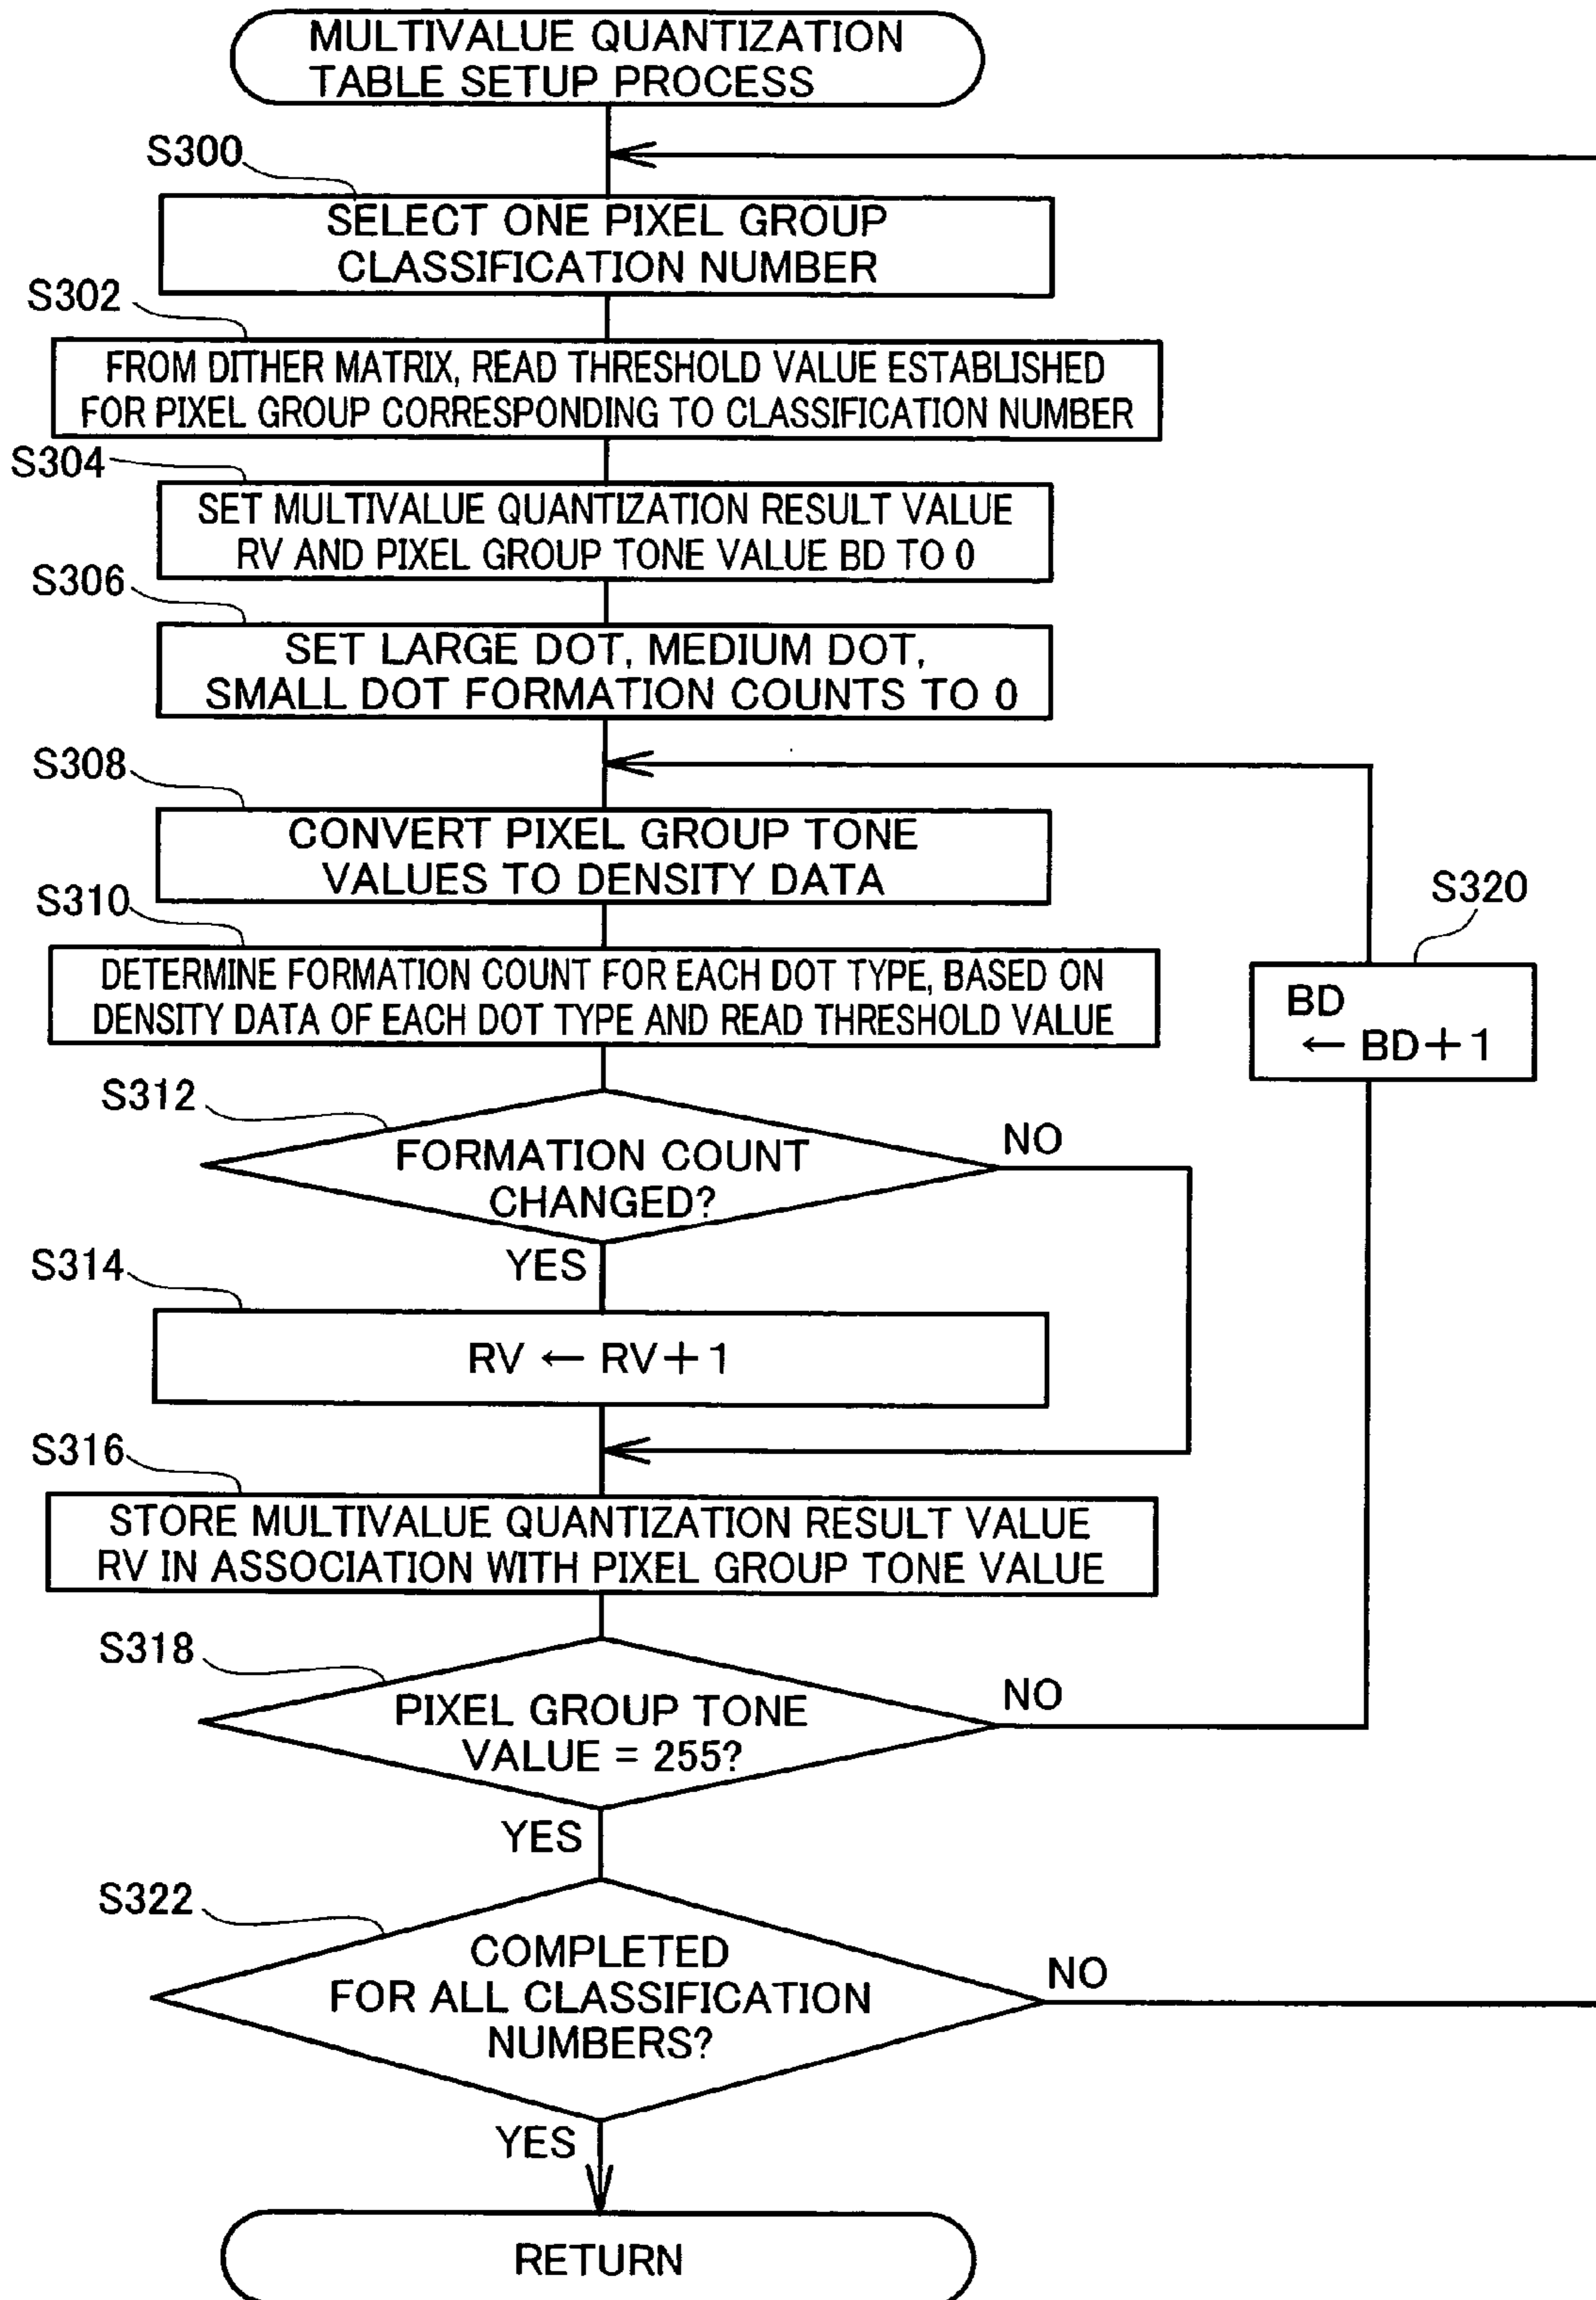 MULTIVALUE QUANTIZATION
TABLE SETUP PROCESS
S300
SELECT ONE PIXEL GROUP
CLASSIFICATION NUMBER
S302
FROM DITHER MATRIX, READ THRESHOLD VALUE ESTABLISHED
FOR PIXEL GROUP CORRESPONDING TO CLASSIFICATION NUMBER
S304
SET MULTIVALUE QUANTIZATION RESULT VALUE
RV AND PIXEL GROUP TONE VALUE BD TO 0
S306
SET LARGE DOT, MEDIUM DOT,
SMALL DOT FORMATION COUNTS TO 0
S308
CONVERT PIXEL GROUP TONE
VALUES TO DENSITY DATA
S310
DETERMINE FORMATION COUNT FOR EACH DOT TYPE, BASED ON
DENSITY DATA OF EACH DOT TYPE AND READ THRESHOLD VALUE
S320
BD
← BD+1
S312
FORMATION COUNT
CHANGED?
NO
YES
S314
RV ← RV+1
S316
STORE MULTIVALUE QUANTIZATION RESULT VALUE
RV IN ASSOCIATION WITH PIXEL GROUP TONE VALUE
S318
PIXEL GROUP TONE
VALUE = 255?
NO
YES
S322
COMPLETED
FOR ALL CLASSIFICATION
NUMBERS?
NO
YES
RETURN